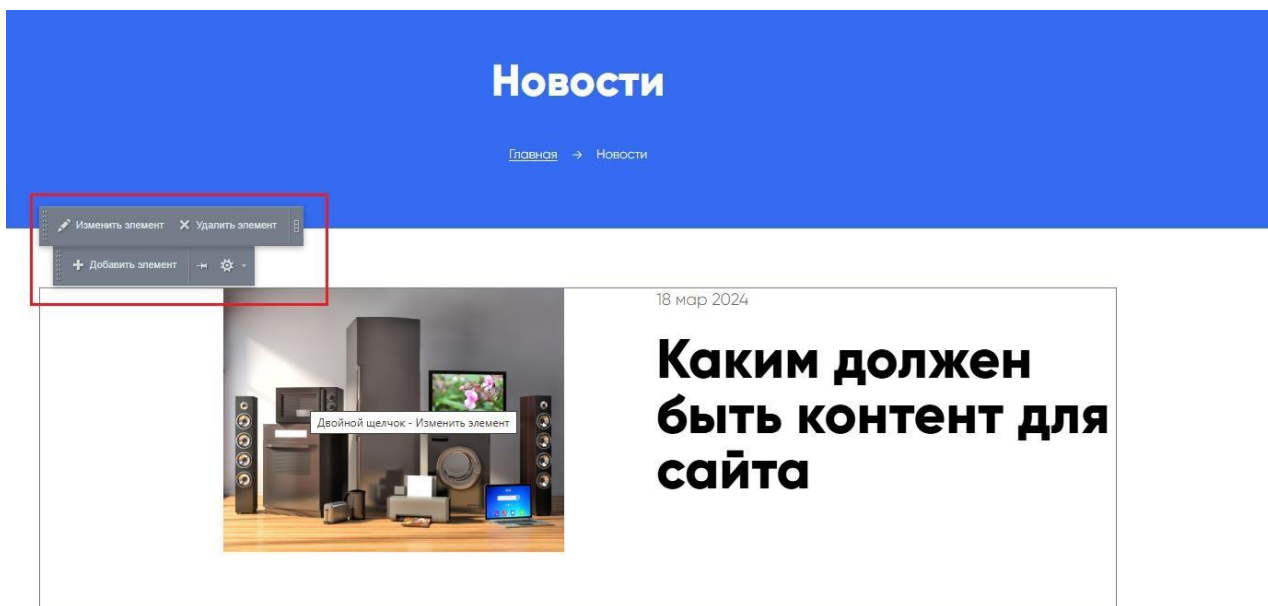 Новости
Главная → Новости
Изменить элемент Удалить элемент
Добавить элемент
18 мар 2024
Каким должен
быть контент для
сайта
Двойной щелчок - Изменить элемент